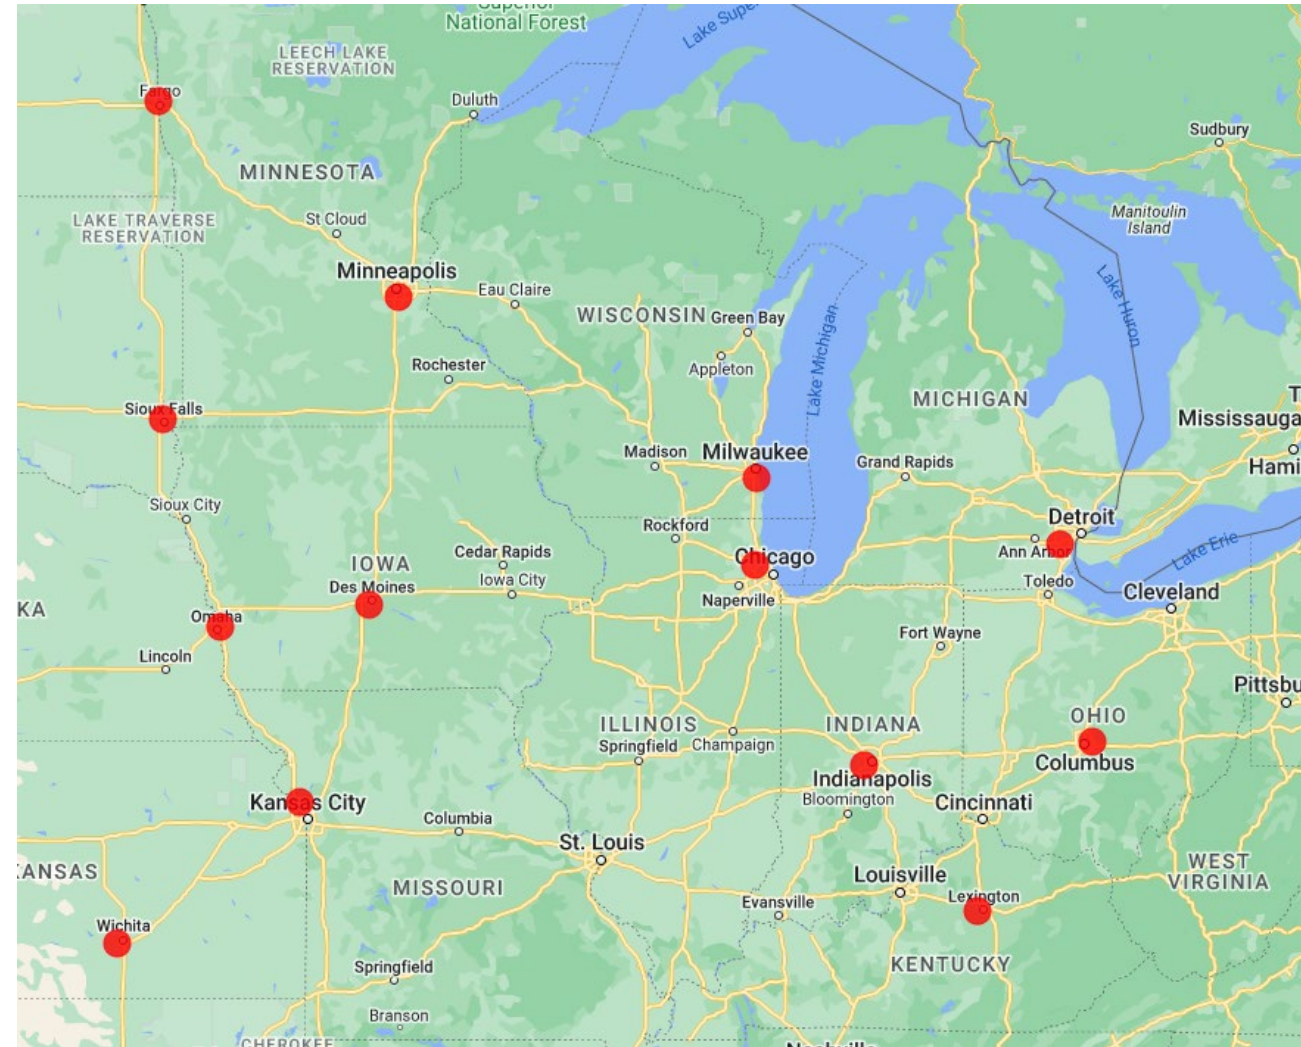 Superior
National Forest
Lake Supe
LEECH LAKE
RESERVATION
Fargo
Duluth
Sudbury
MINNESOTA
Manitoulin
Island
LAKE TRAVERSE
RESERVATION
St Cloud
Minneapolis
Eau Claire
Lake Huron
WISCONSIN
Green Bay
Lake Michigan
Rochester
Appleton
MICHIGAN
Sioux Falls
T
Mississauga
Madison
Milwaukee
Grand Rapids
Hami
Sioux City
Rockford
Detroit
Ann Arbor
Lake Erie
IOWA
Cedar Rapids
Chicago
Des Moines
Iowa City
Toledo
Cleveland
KA
Omaha
Naperville
Fort Wayne
Lincoln
Pittsbu
ILLINOIS
INDIANA
OHIO
Springfield
Champaign
Columbus
Indianapolis
Kansas City
Bloomington
Cincinnati
Columbia
St. Louis
KANSAS
MISSOURI
Louisville
WEST
VIRGINIA
Evansville
Lexington
Wichita
Springfield
KENTUCKY
Branson
CHEROKEE
Nashville